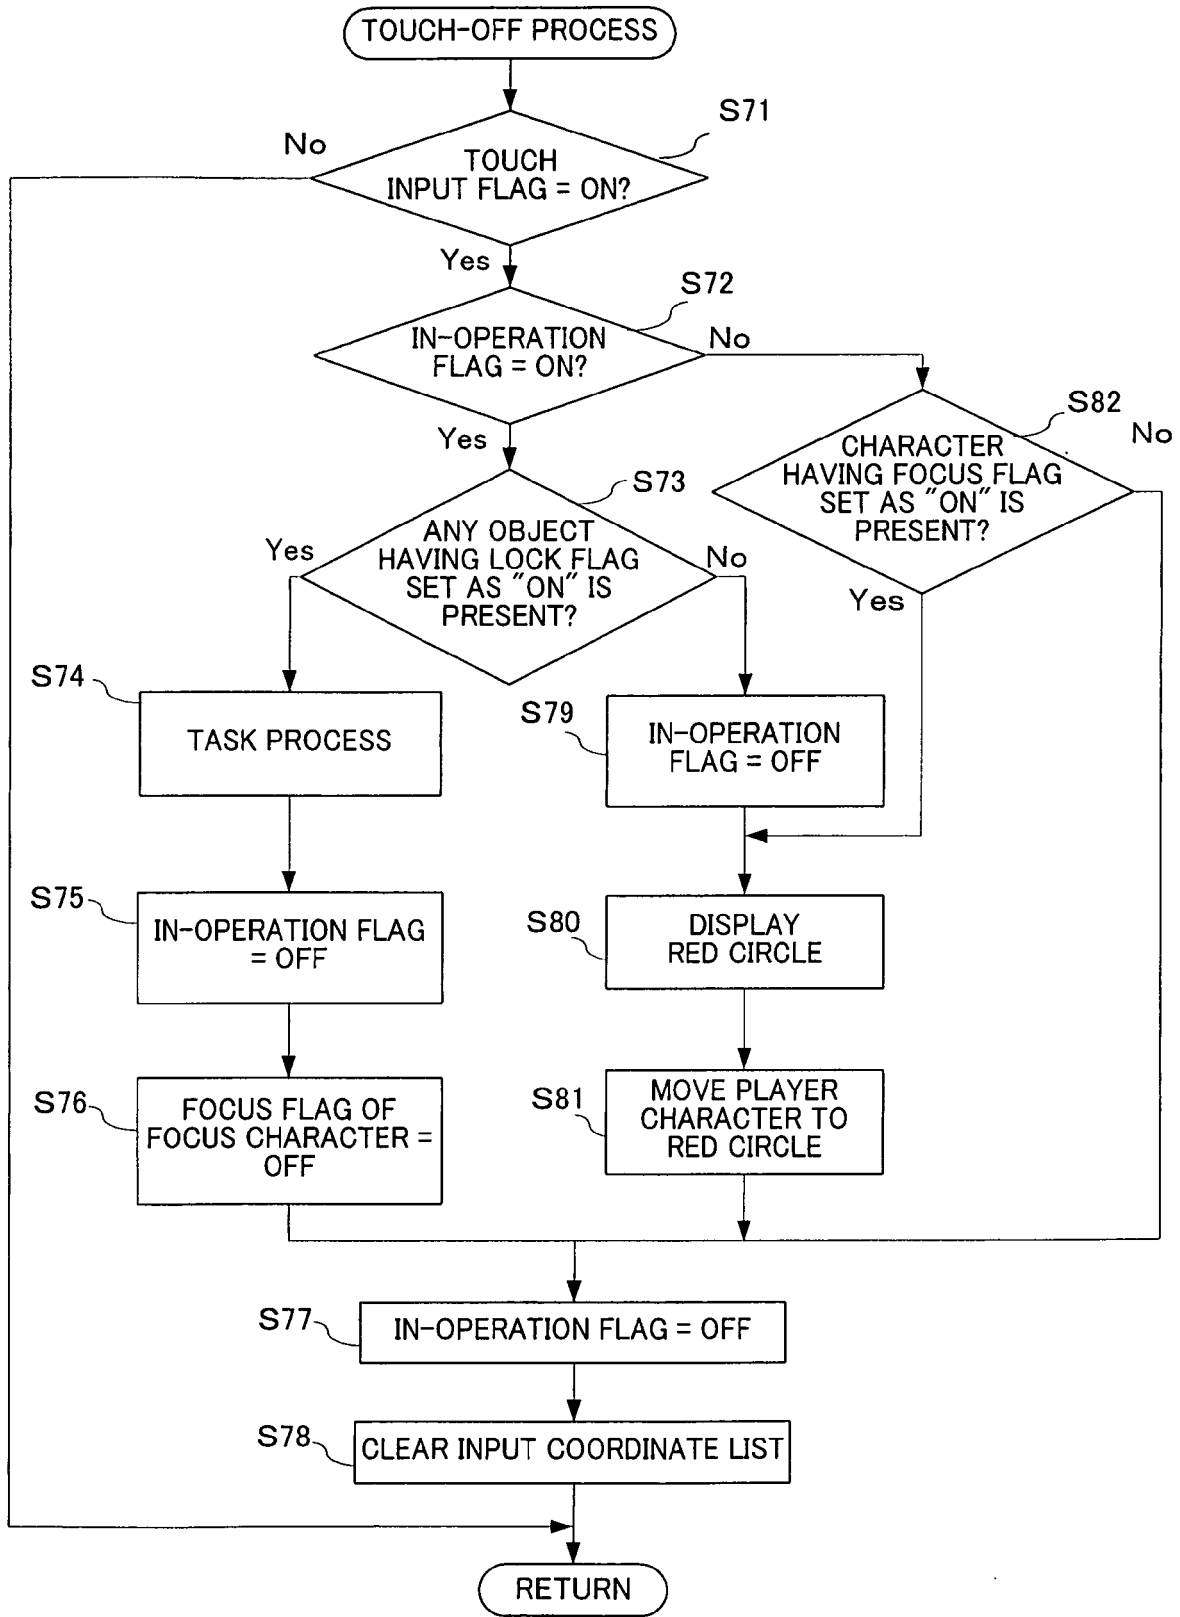 TOUCH-OFF PROCESS
S71
No
TOUCH
INPUT FLAG = ON?
Yes
S72
IN-OPERATION
FLAG = ON?
No
S82
No
Yes
CHARACTER
HAVING FOCUS FLAG
SET AS "ON" IS
PRESENT?
S73
Yes
ANY OBJECT
HAVING LOCK FLAG
SET AS "ON" IS
PRESENT?
No
Yes
S74
TASK PROCESS
S79
IN-OPERATION
FLAG = OFF
S75
IN-OPERATION FLAG
= OFF
S80
DISPLAY
RED CIRCLE
S76
FOCUS FLAG OF
FOCUS CHARACTER =
OFF
S81
MOVE PLAYER
CHARACTER TO
RED CIRCLE
S77
IN-OPERATION FLAG = OFF
S78
CLEAR INPUT COORDINATE LIST
RETURN